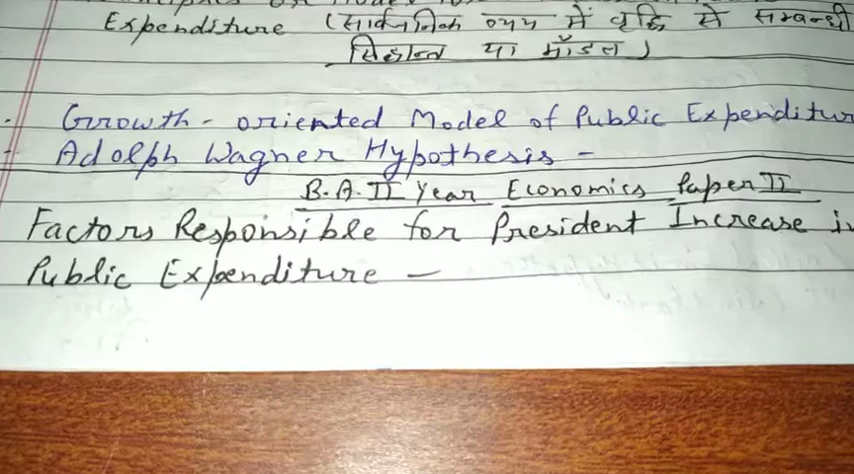 Expenditure (सार्वजनिक व्यय में वृद्धि से सम्बन्धी
सिद्धान्त या मॉडल)
Growth - oriented Model of Public Expenditur
Adolph Wagner Hypothesis -
B.A. II Year Economics Paper II
Factors Responsible for President Increase in
Public Expenditure -